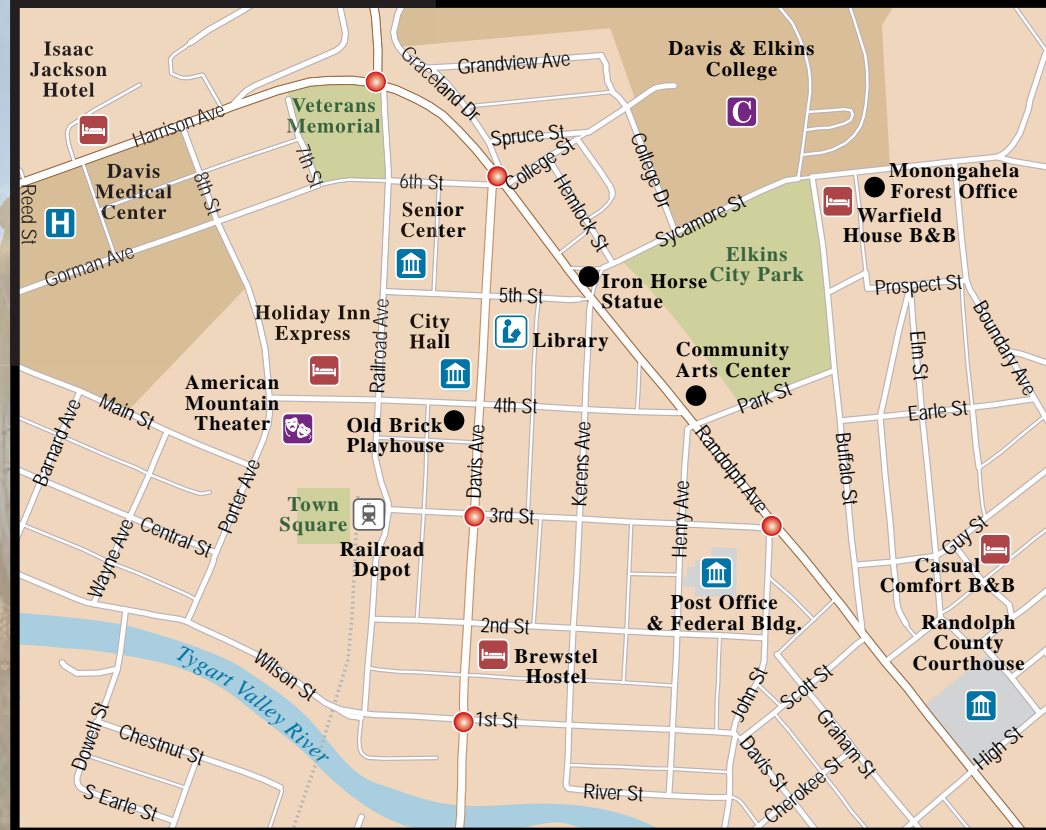 Isaac
Jackson
Hotel
Harrison Ave
Veterans
Memorial
Graceland Dr
Grandview Ave
Davis & Elkins
College
C
Spruce St
College St
Hemlock St
College Dr
Sycamore St
Monongahela
Forest Office
Warfield
House B&B
Davis
Medical
Center
H
Reed St
8th St
7th St
6th St
Gorman Ave
Senior
Center
Elkins
City Park
Iron Horse
Statue
5th St
Prospect St
Boundary Ave
Elm St
Holiday Inn
Express
Railroad Ave
City
Hall
Library
Community
Arts Center
American
Mountain
Theater
Old Brick
Playhouse
4th St
Park St
Earle St
Main St
Barnard Ave
Porter Ave
Davis Ave
Kerens Ave
Randolph Ave
Henry Ave
Buffalo St
Town
Square
Railroad
Depot
3rd St
Central St
Wayne Ave
Guy St
Casual
Comfort B&B
Post Office
& Federal Bldg.
2nd St
Brewstel
Hostel
Randolph
County
Courthouse
Tygart Valley River
Wilson St
1st St
John St
Scott St
Graham St
Davis St
Cherokee St
High St
River St
Dowell St
Chestnut St
S Earle St